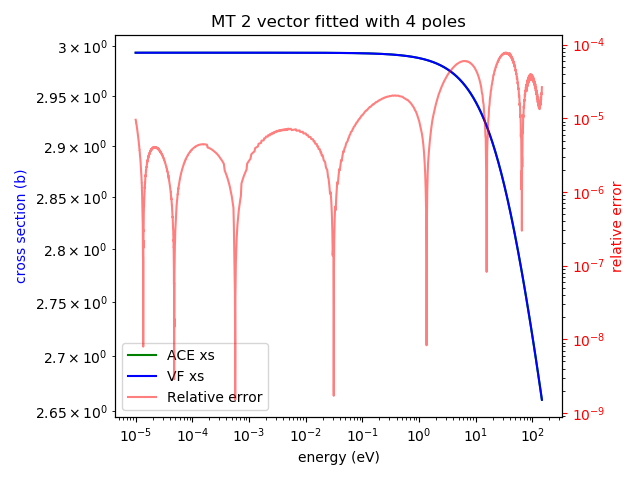 MT 2 vector fitted with 4 poles
cross section (b)
3 × 10⁰
2.95 × 10⁰
2.9 × 10⁰
2.85 × 10⁰
2.8 × 10⁰
2.75 × 10⁰
2.7 × 10⁰
2.65 × 10⁰
10⁻⁴
10⁻⁵
10⁻⁶
10⁻⁷
10⁻⁸
10⁻⁹
relative error
ACE xs
VF xs
Relative error
10⁻⁵ 10⁻⁴ 10⁻³ 10⁻² 10⁻¹ 10⁰ 10¹ 10²
energy (eV)